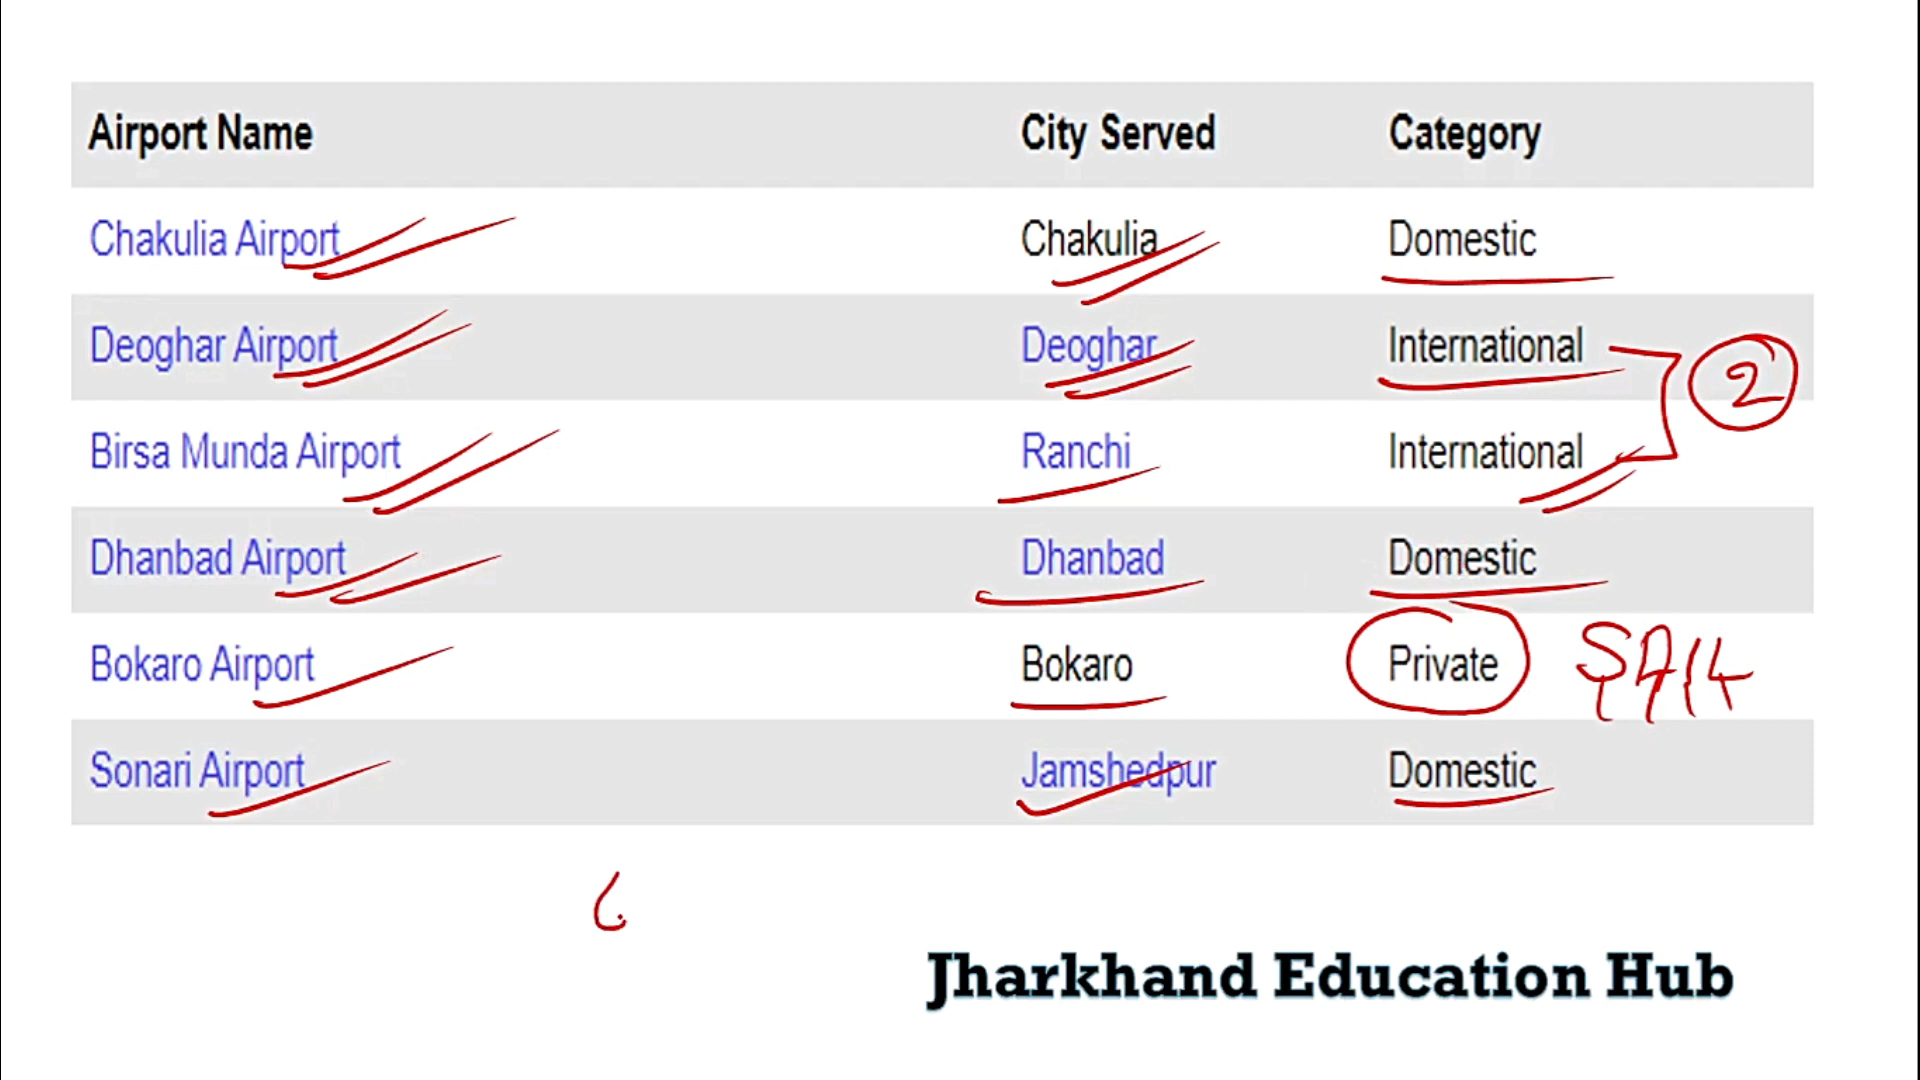 Airport Name City Served Category
Chakulia Airport Chakulia Domestic
Deoghar Airport Deoghar International
2
Birsa Munda Airport Ranchi International
Dhanbad Airport Dhanbad Domestic
Bokaro Airport Bokaro Private SAIL
Sonari Airport Jamshedpur Domestic
Jharkhand Education Hub